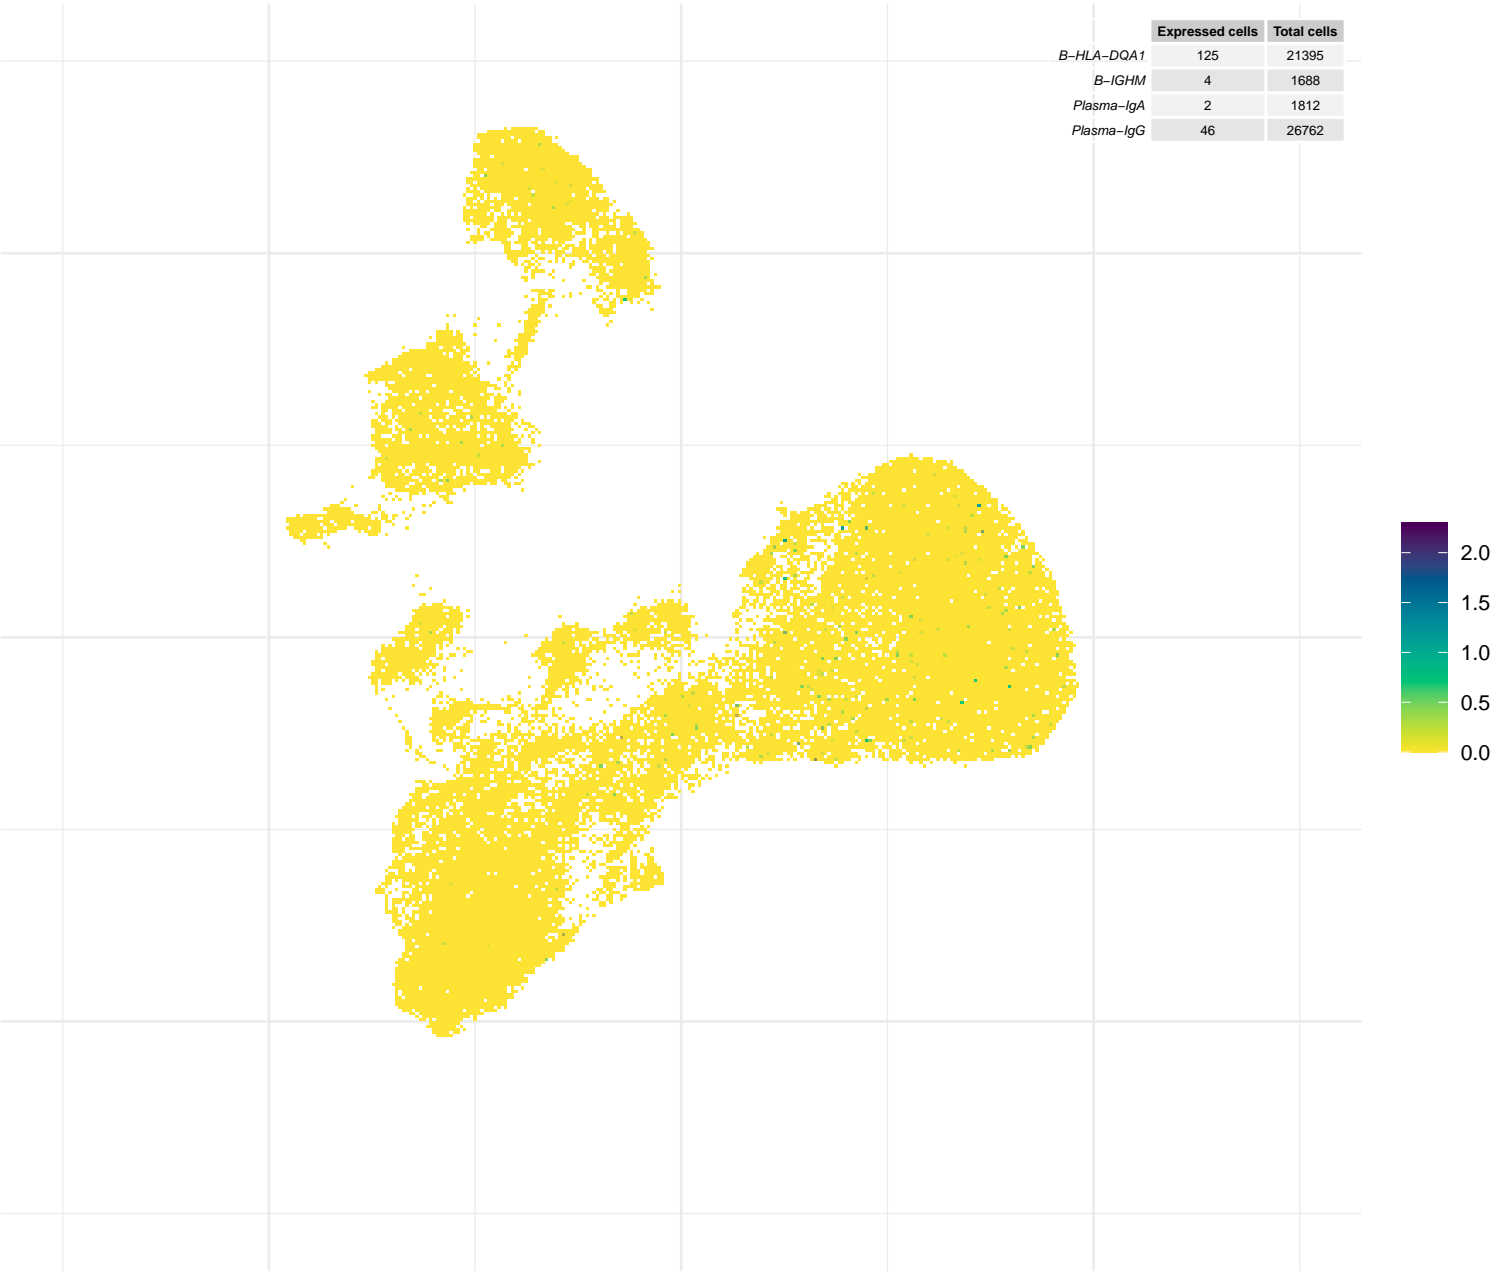 Expressed cells Total cells
B−HLA−DQA1 125 21395
B−IGHM 4 1688
Plasma−IgA 2 1812
Plasma−IgG 46 26762
2.0
1.5
1.0
0.5
0.0